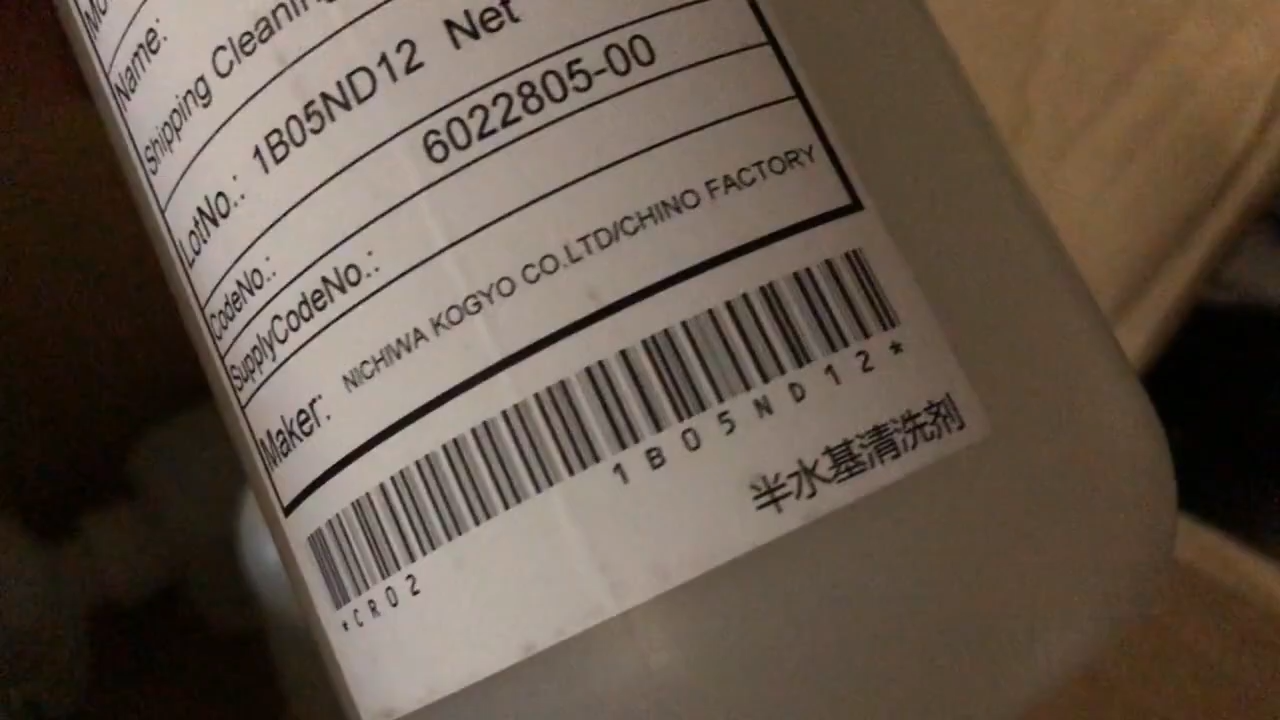 Name:
Shipping Cleaning
LotNo.: 1B05ND12 Net
CodeNo.: 6022805-00
SupplyCodeNo.:
Maker: NICHIWA KOGYO CO.LTD/CHINO FACTORY
*CR02 1B05ND12*
半水基清洗剂